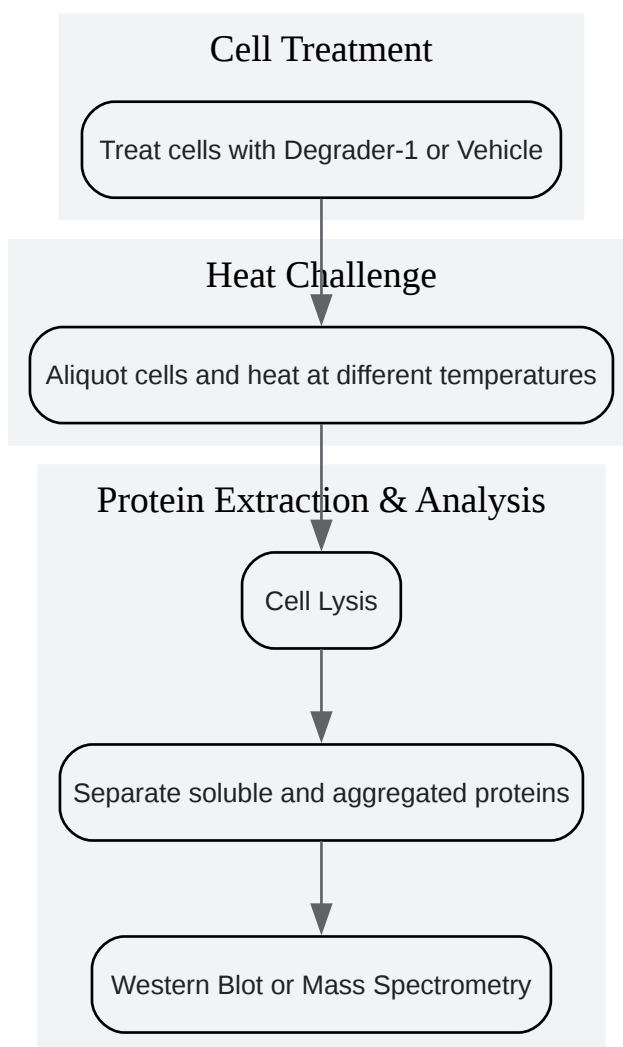 Cell Treatment
Treat cells with Degrader-1 or Vehicle
Heat Challenge
Aliquot cells and heat at different temperatures
Protein Extraction & Analysis
Cell Lysis
Separate soluble and aggregated proteins
Western Blot or Mass Spectrometry